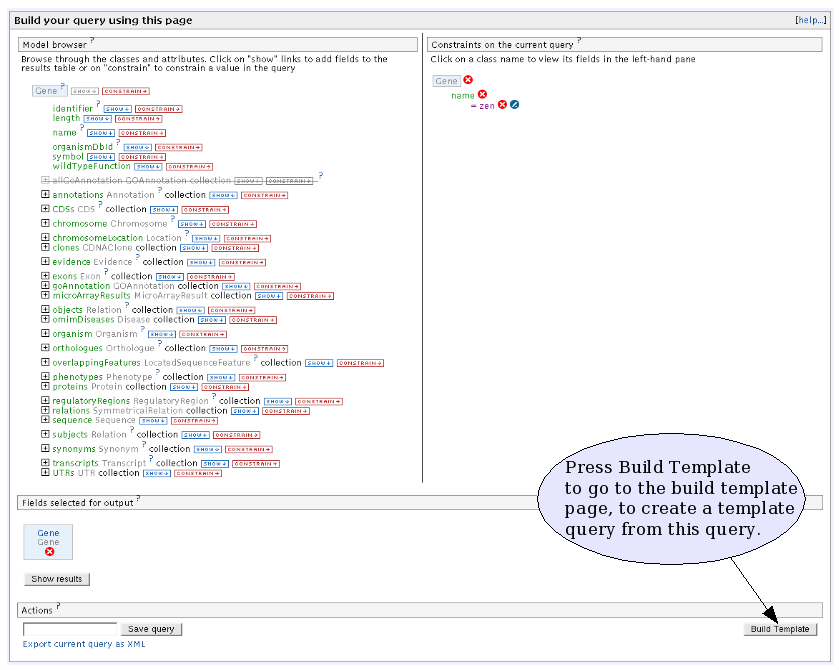 Build your query using this page [help...]
Model browser ?
Browse through the classes and attributes. Click on "show" links to add fields to the
results table or on "constrain" to constrain a value in the query
Gene ? SHOW↓ CONSTRAIN→
identifier ? SHOW↓ CONSTRAIN→
length SHOW↓ CONSTRAIN→
name ? SHOW↓ CONSTRAIN→
organismDbId ? SHOW↓ CONSTRAIN→
symbol SHOW↓ CONSTRAIN→
wildTypeFunction SHOW↓ CONSTRAIN→
allGoAnnotation GOAnnotation collection SHOW↓ CONSTRAIN→ ?
annotations Annotation ? collection SHOW↓ CONSTRAIN→
CDSs CDS ? collection SHOW↓ CONSTRAIN→
chromosome Chromosome ? SHOW↓ CONSTRAIN→
chromosomeLocation Location ? SHOW↓ CONSTRAIN→
clones CDNAClone collection SHOW↓ CONSTRAIN→
evidence Evidence ? collection SHOW↓ CONSTRAIN→
exons Exon ? collection SHOW↓ CONSTRAIN→
goAnnotation GOAnnotation collection SHOW↓ CONSTRAIN→
microArrayResults MicroArrayResult collection SHOW↓ CONSTRAIN→
objects Relation ? collection SHOW↓ CONSTRAIN→
omimDiseases Disease collection SHOW↓ CONSTRAIN→
organism Organism ? SHOW↓ CONSTRAIN→
orthologues Orthologue ? collection SHOW↓ CONSTRAIN→
overlappingFeatures LocatedSequenceFeature ? collection SHOW↓ CONSTRAIN→
phenotypes Phenotype ? collection SHOW↓ CONSTRAIN→
proteins Protein collection SHOW↓ CONSTRAIN→
regulatoryRegions RegulatoryRegion ? collection SHOW↓ CONSTRAIN→
relations SymmetricalRelation collection SHOW↓ CONSTRAIN→
sequence Sequence SHOW↓ CONSTRAIN→
subjects Relation ? collection SHOW↓ CONSTRAIN→
synonyms Synonym ? collection SHOW↓ CONSTRAIN→
transcripts Transcript ? collection SHOW↓ CONSTRAIN→
UTRs UTR collection SHOW↓ CONSTRAIN→
Constraints on the current query ?
Click on a class name to view its fields in the left-hand pane
Gene
name
= zen
Fields selected for output ?
Gene
Gene
Show results
Press Build Template
to go to the build template
page, to create a template
query from this query.
Actions ?
Save query
Build Template
Export current query as XML